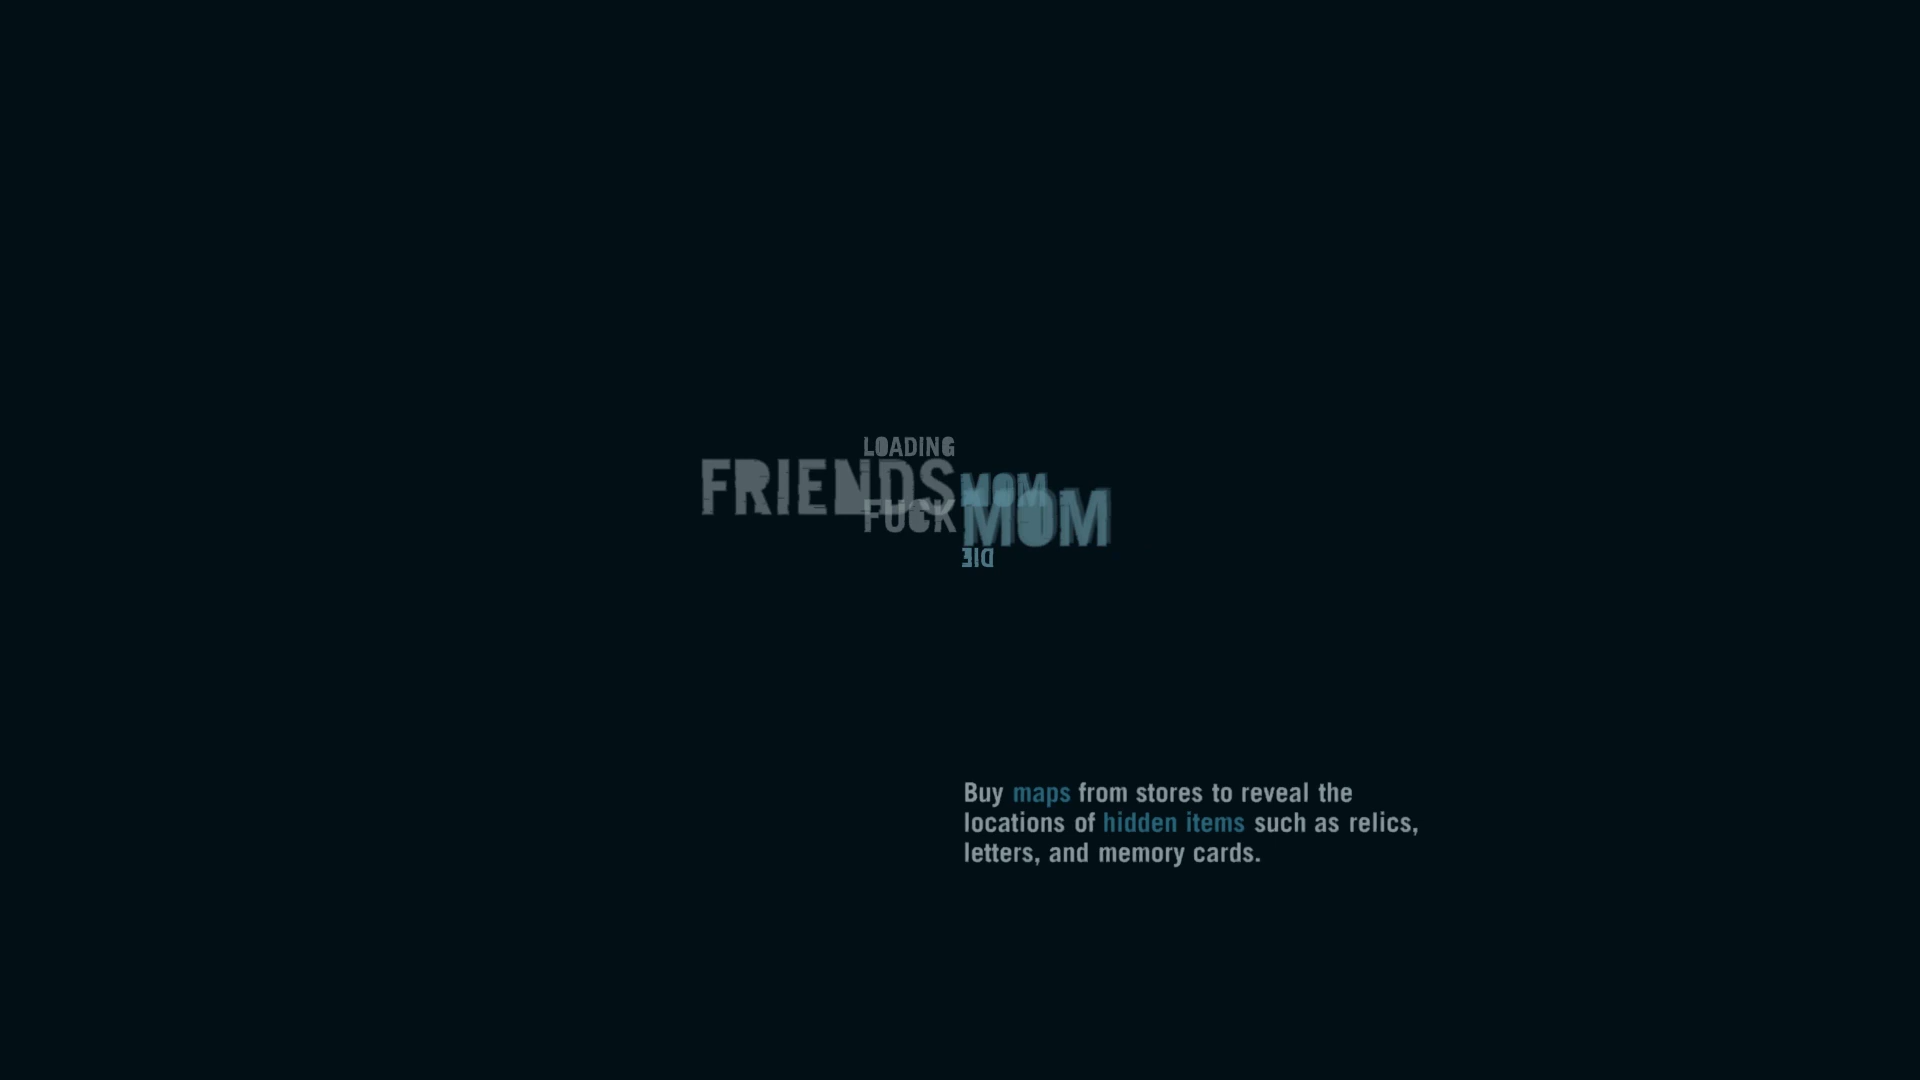 LOADING
FRIENDS
MOM
FUCK
MOM
DIE
Buy maps from stores to reveal the
locations of hidden items such as relics,
letters, and memory cards.